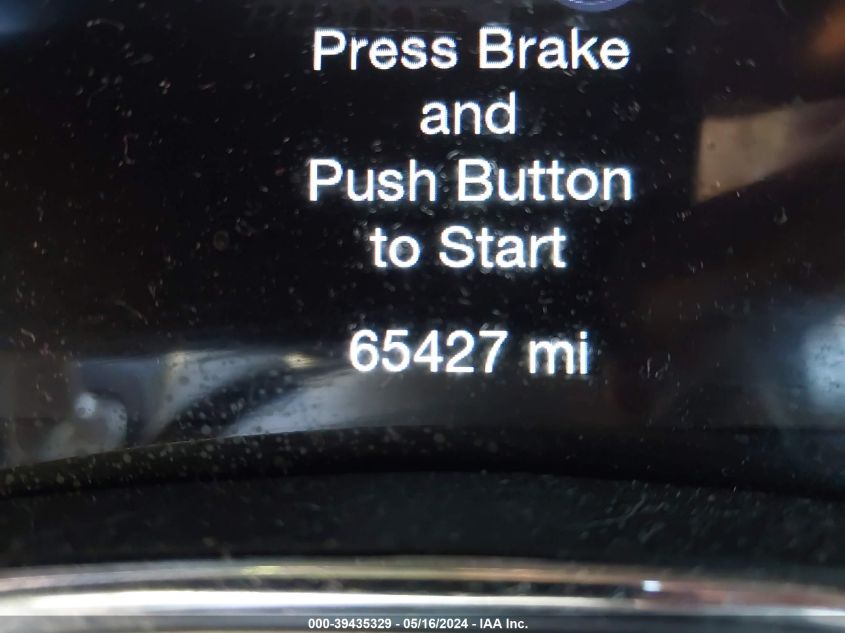 Press Brake
and
Push Button
to Start
65427 mi
000-39435329 - 05/16/2024 - IAA Inc.